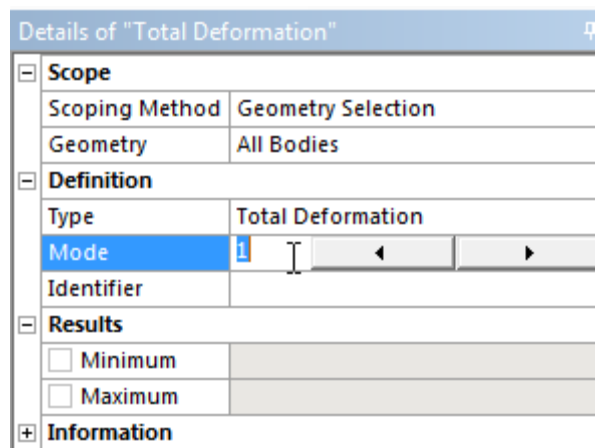 Details of "Total Deformation"
Scope
Scoping Method Geometry Selection
Geometry All Bodies
Definition
Type Total Deformation
Mode 1
Identifier
Results
Minimum
Maximum
Information